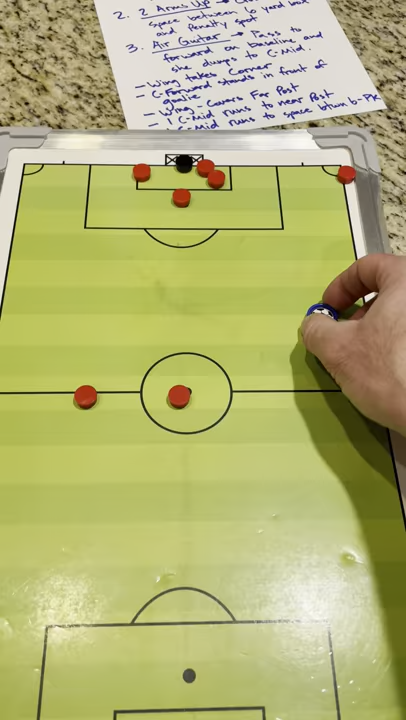 2. 2 Arms Up → Cr
space between 6 yard box
and penalty spot
3. Air Guitar → Pass to
forward on baseline and
she dumps to C-Mid.
- Wing takes Corner
- C-Forward stands in front of
goalie
- Wing - Covers Far Post
- 1 C-Mid runs to near Post
- 1 C-Mid runs to space btwn 6-PK